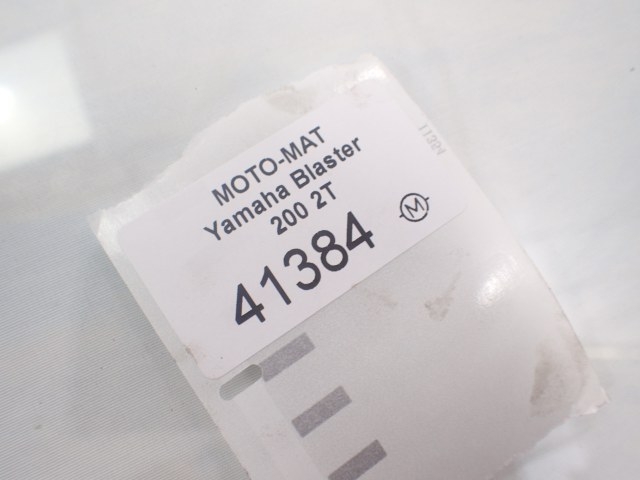 MOTO-MAT
Yamaha Blaster
200 2T
41384
M